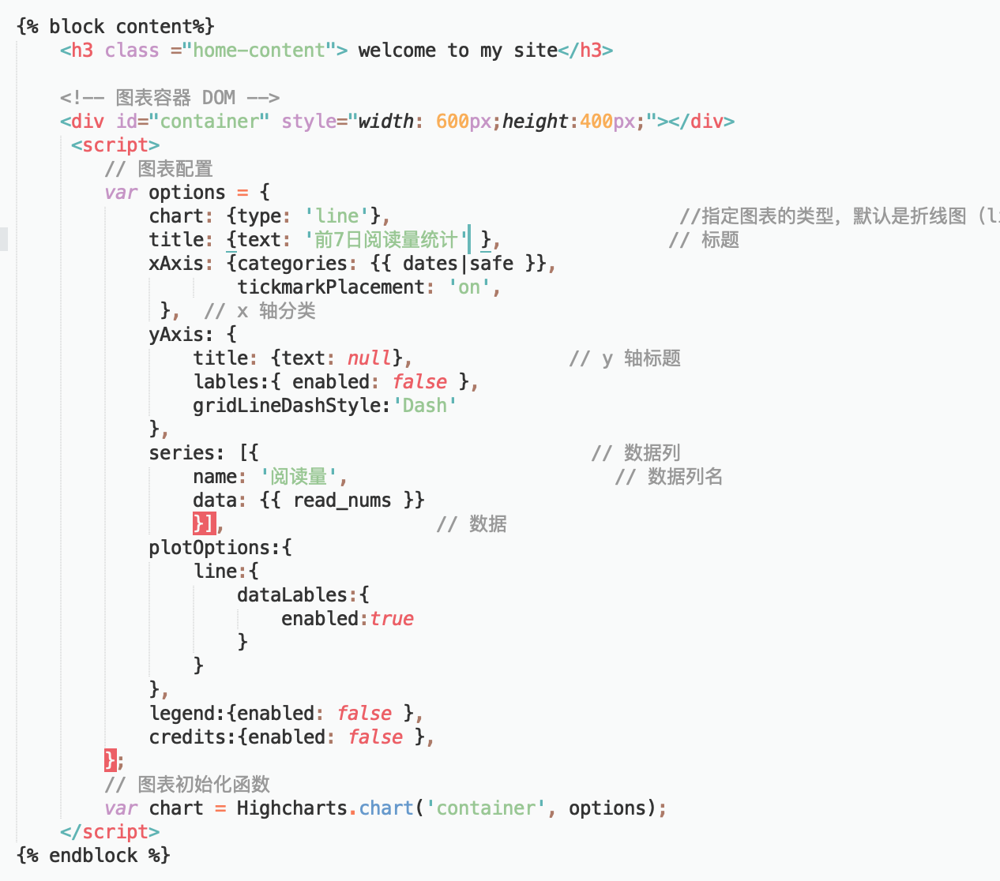 {% block content%}
<h3 class ="home-content"> welcome to my site</h3>
<!-- 图表容器 DOM -->
<div id="container" style="width: 600px;height:400px;"></div>
<script>
// 图表配置
var options = {
chart: {type: 'line'}, //指定图表的类型，默认是折线图（li
title: {text: '前7日阅读量统计' }, // 标题
xAxis: {categories: {{ dates|safe }},
tickmarkPlacement: 'on',
}, // x 轴分类
yAxis: {
title: {text: null}, // y 轴标题
lables:{ enabled: false },
gridLineDashStyle:'Dash'
},
series: [{ // 数据列
name: '阅读量', // 数据列名
data: {{ read_nums }}
}], // 数据
plotOptions:{
line:{
dataLables:{
enabled:true
}
}
},
legend:{enabled: false },
credits:{enabled: false },
};
// 图表初始化函数
var chart = Highcharts.chart('container', options);
</script>
{% endblock %}